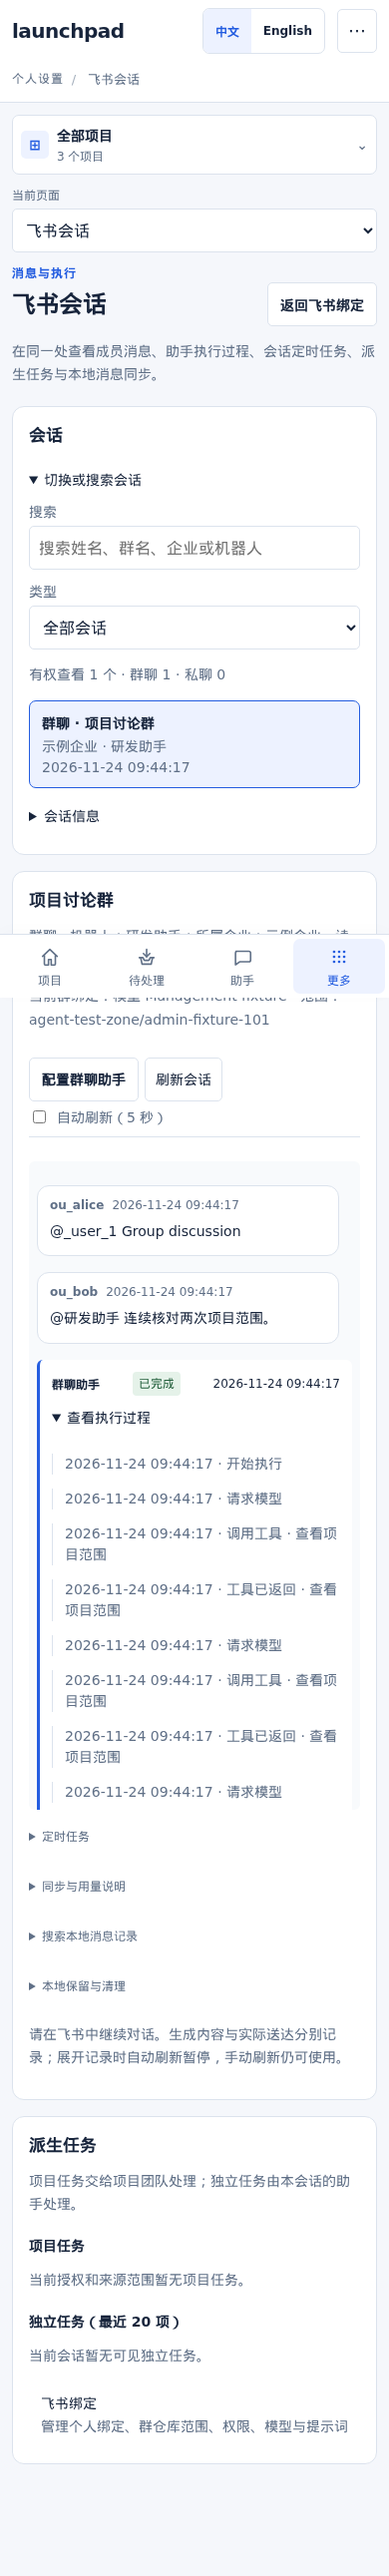 launchpad
中文
English
···
个人设置 / 飞书会话
全部项目
3 个项目
当前页面
飞书会话
消息与执行
飞书会话
返回飞书绑定
在同一处查看成员消息、助手执行过程、会话定时任务、派
生任务与本地消息同步。
会话
切换或搜索会话
搜索
搜索姓名、群名、企业或机器人
类型
全部会话
有权查看 1 个 · 群聊 1 · 私聊 0
群聊 · 项目讨论群
示例企业 · 研发助手
2026-11-24 09:44:17
会话信息
项目讨论群
项目
待处理
助手
更多
agent-test-zone/admin-fixture-101
配置群聊助手
刷新会话
自动刷新（5 秒）
ou_alice 2026-11-24 09:44:17
@_user_1 Group discussion
ou_bob 2026-11-24 09:44:17
@研发助手 连续核对两次项目范围。
群聊助手
已完成
2026-11-24 09:44:17
查看执行过程
2026-11-24 09:44:17 · 开始执行
2026-11-24 09:44:17 · 请求模型
2026-11-24 09:44:17 · 调用工具 · 查看项
目范围
2026-11-24 09:44:17 · 工具已返回 · 查看
项目范围
2026-11-24 09:44:17 · 请求模型
2026-11-24 09:44:17 · 调用工具 · 查看项
目范围
2026-11-24 09:44:17 · 工具已返回 · 查看
项目范围
2026-11-24 09:44:17 · 请求模型
定时任务
同步与用量说明
搜索本地消息记录
本地保留与清理
请在飞书中继续对话。生成内容与实际送达分别记
录；展开记录时自动刷新暂停，手动刷新仍可使用。
派生任务
项目任务交给项目团队处理；独立任务由本会话的助
手处理。
项目任务
当前授权和来源范围暂无项目任务。
独立任务（最近 20 项）
当前会话暂无可见独立任务。
飞书绑定
管理个人绑定、群仓库范围、权限、模型与提示词